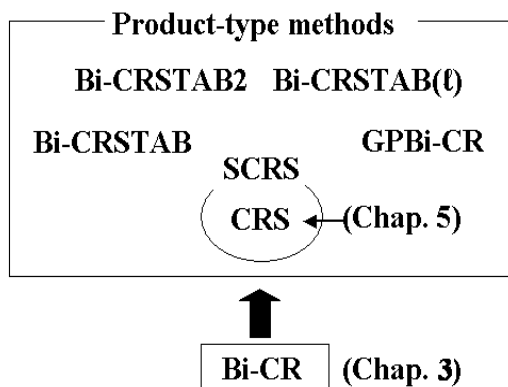 Product-type methods
Bi-CRSTAB2 Bi-CRSTAB(ℓ)
Bi-CRSTAB GPBi-CR
SCRS
CRS (Chap. 5)
Bi-CR (Chap. 3)